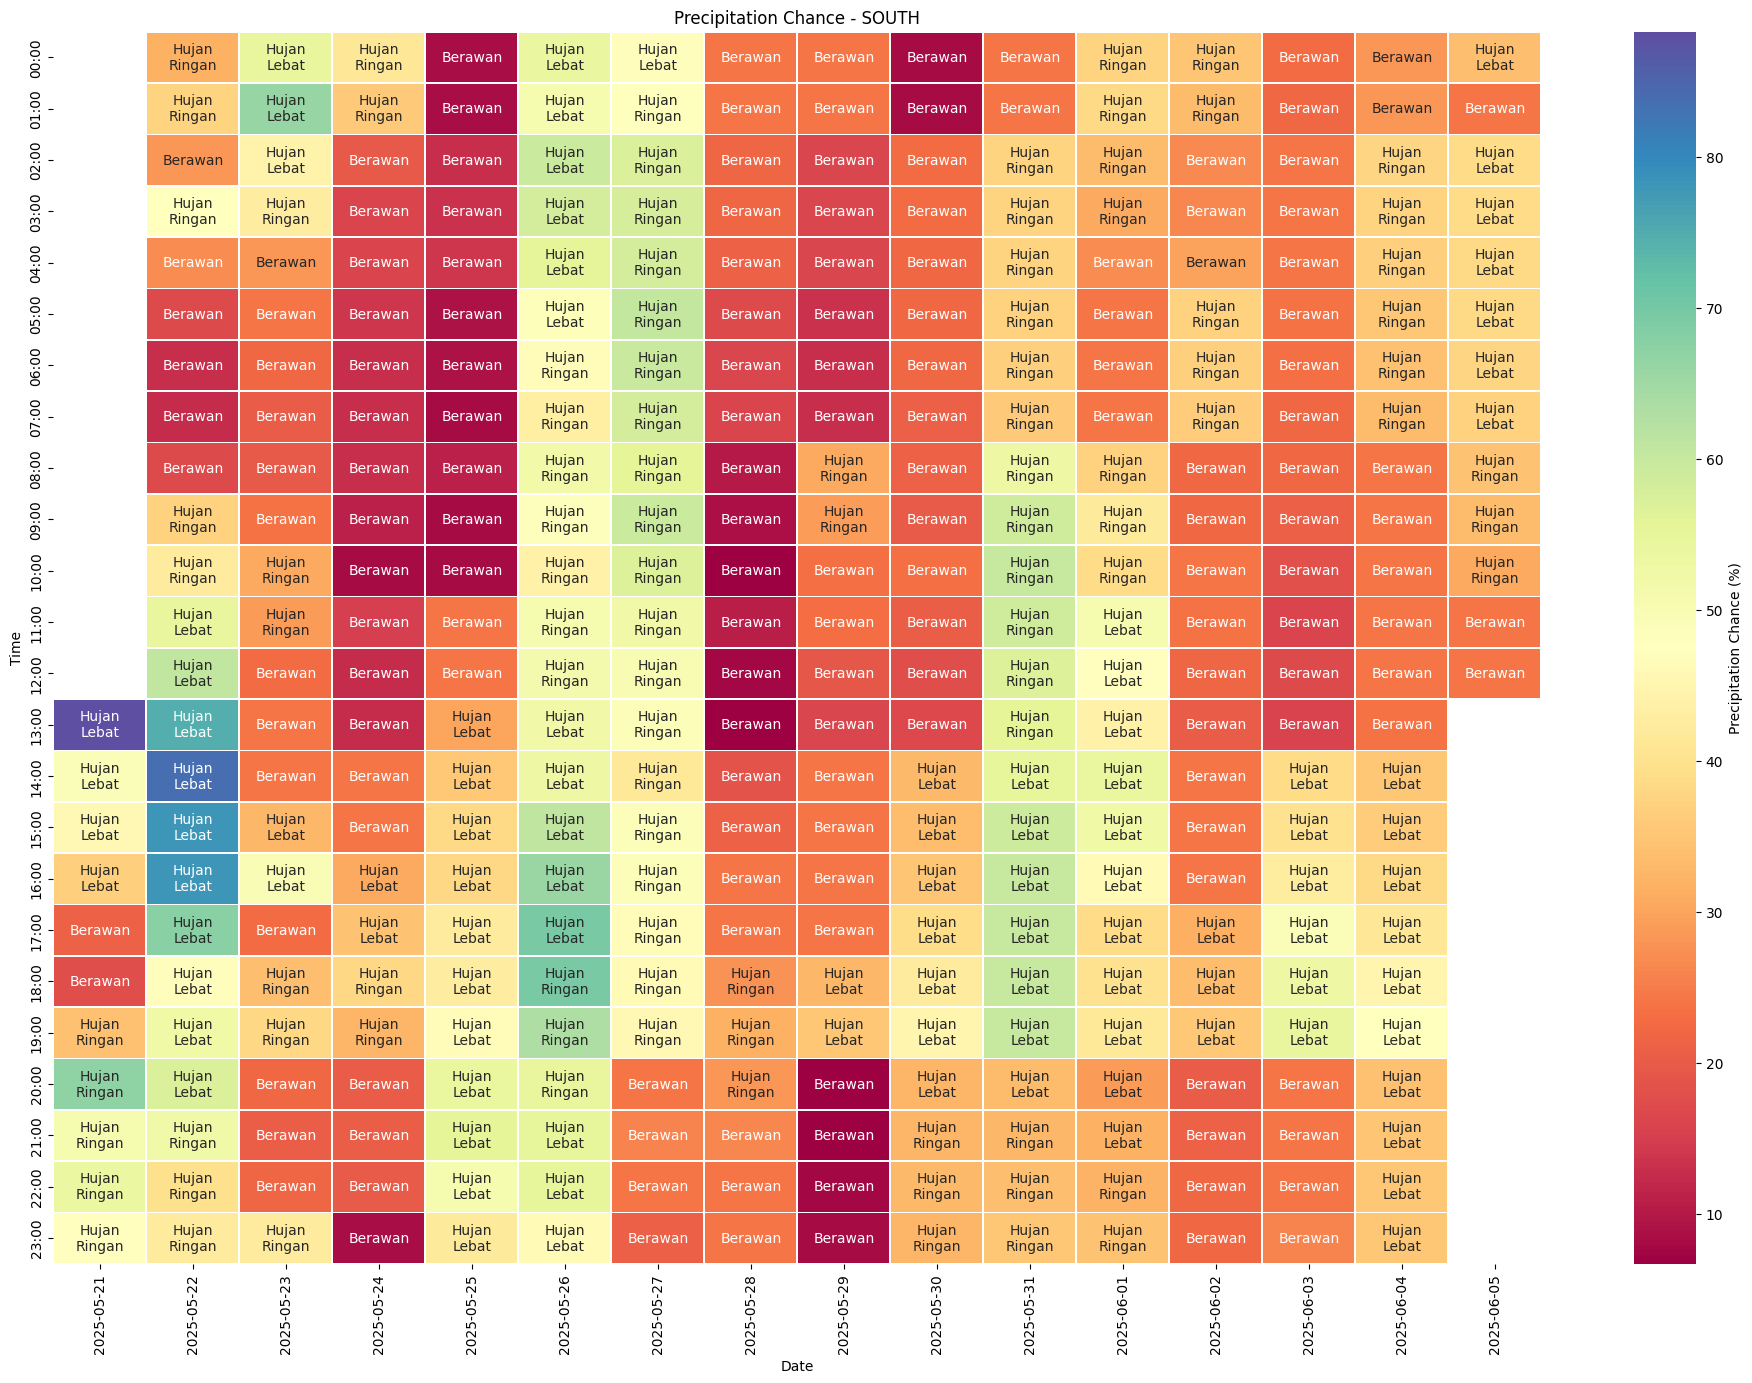 Precipitation Chance - SOUTH
00:00 Hujan Ringan Hujan Lebat Hujan Ringan Berawan Hujan Lebat Hujan Lebat Berawan Berawan Berawan Berawan Hujan Ringan Hujan Ringan Berawan Berawan Hujan Lebat
01:00 Hujan Ringan Hujan Lebat Hujan Ringan Berawan Hujan Lebat Hujan Ringan Berawan Berawan Berawan Berawan Hujan Ringan Hujan Ringan Berawan Berawan Berawan
02:00 Berawan Hujan Lebat Berawan Berawan Hujan Lebat Hujan Ringan Berawan Berawan Berawan Hujan Ringan Hujan Ringan Berawan Berawan Hujan Ringan Hujan Lebat
03:00 Hujan Ringan Hujan Ringan Berawan Berawan Hujan Lebat Hujan Ringan Berawan Berawan Berawan Hujan Ringan Hujan Ringan Berawan Berawan Hujan Ringan Hujan Lebat
04:00 Berawan Berawan Berawan Berawan Hujan Lebat Hujan Ringan Berawan Berawan Berawan Hujan Ringan Berawan Berawan Berawan Hujan Ringan Hujan Lebat
05:00 Berawan Berawan Berawan Berawan Hujan Lebat Hujan Ringan Berawan Berawan Berawan Hujan Ringan Berawan Hujan Ringan Berawan Hujan Ringan Hujan Lebat
06:00 Berawan Berawan Berawan Berawan Hujan Ringan Hujan Ringan Berawan Berawan Berawan Hujan Ringan Berawan Hujan Ringan Berawan Hujan Ringan Hujan Lebat
07:00 Berawan Berawan Berawan Berawan Hujan Ringan Hujan Ringan Berawan Berawan Berawan Hujan Ringan Berawan Hujan Ringan Berawan Hujan Ringan Hujan Lebat
08:00 Berawan Berawan Berawan Berawan Hujan Ringan Hujan Ringan Berawan Hujan Ringan Berawan Hujan Ringan Hujan Ringan Berawan Berawan Berawan Hujan Ringan
09:00 Hujan Ringan Berawan Berawan Berawan Hujan Ringan Hujan Ringan Berawan Hujan Ringan Berawan Hujan Ringan Hujan Ringan Berawan Berawan Berawan Hujan Ringan
10:00 Hujan Ringan Hujan Ringan Berawan Berawan Hujan Ringan Hujan Ringan Berawan Berawan Berawan Hujan Ringan Hujan Ringan Berawan Berawan Berawan Hujan Ringan
11:00 Hujan Lebat Hujan Ringan Berawan Berawan Hujan Ringan Hujan Ringan Berawan Berawan Berawan Hujan Ringan Hujan Lebat Berawan Berawan Berawan Berawan
12:00 Hujan Lebat Berawan Berawan Berawan Hujan Ringan Hujan Ringan Berawan Berawan Berawan Hujan Ringan Hujan Lebat Berawan Berawan Berawan Berawan
13:00 Hujan Lebat Hujan Lebat Berawan Berawan Hujan Lebat Hujan Lebat Hujan Ringan Berawan Berawan Berawan Hujan Ringan Hujan Lebat Berawan Berawan Berawan
14:00 Hujan Lebat Hujan Lebat Berawan Berawan Hujan Lebat Hujan Lebat Hujan Ringan Berawan Berawan Hujan Lebat Hujan Lebat Hujan Lebat Berawan Hujan Lebat Hujan Lebat
15:00 Hujan Lebat Hujan Lebat Hujan Lebat Berawan Hujan Lebat Hujan Lebat Hujan Ringan Berawan Berawan Hujan Lebat Hujan Lebat Hujan Lebat Berawan Hujan Lebat Hujan Lebat
16:00 Hujan Lebat Hujan Lebat Hujan Lebat Hujan Lebat Hujan Lebat Hujan Lebat Hujan Ringan Berawan Berawan Hujan Lebat Hujan Lebat Hujan Lebat Berawan Hujan Lebat Hujan Lebat
17:00 Berawan Hujan Lebat Berawan Hujan Lebat Hujan Lebat Hujan Lebat Hujan Ringan Berawan Berawan Hujan Lebat Hujan Lebat Hujan Lebat Hujan Lebat Hujan Lebat Hujan Lebat
18:00 Berawan Hujan Lebat Hujan Ringan Hujan Ringan Hujan Lebat Hujan Ringan Hujan Ringan Hujan Ringan Hujan Lebat Hujan Lebat Hujan Lebat Hujan Lebat Hujan Lebat Hujan Lebat Hujan Lebat
19:00 Hujan Ringan Hujan Lebat Hujan Ringan Hujan Ringan Hujan Lebat Hujan Ringan Hujan Ringan Hujan Ringan Hujan Lebat Hujan Lebat Hujan Lebat Hujan Lebat Hujan Lebat Hujan Lebat Hujan Lebat
20:00 Hujan Ringan Hujan Lebat Berawan Berawan Hujan Lebat Hujan Ringan Berawan Hujan Ringan Berawan Hujan Lebat Hujan Lebat Hujan Lebat Berawan Berawan Hujan Lebat
21:00 Hujan Ringan Hujan Ringan Berawan Berawan Hujan Lebat Hujan Lebat Berawan Berawan Berawan Hujan Ringan Hujan Ringan Hujan Lebat Berawan Berawan Hujan Lebat
22:00 Hujan Ringan Hujan Ringan Berawan Berawan Hujan Lebat Hujan Lebat Berawan Berawan Berawan Hujan Ringan Hujan Ringan Hujan Ringan Berawan Berawan Hujan Lebat
23:00 Hujan Ringan Hujan Ringan Hujan Ringan Berawan Hujan Lebat Hujan Lebat Berawan Berawan Berawan Hujan Ringan Hujan Ringan Hujan Ringan Berawan Berawan Hujan Lebat
Time
2025-05-21 2025-05-22 2025-05-23 2025-05-24 2025-05-25 2025-05-26 2025-05-27 2025-05-28 2025-05-29 2025-05-30 2025-05-31 2025-06-01 2025-06-02 2025-06-03 2025-06-04 2025-06-05
Date
80
70
60
50
40
30
20
10
Precipitation Chance (%)